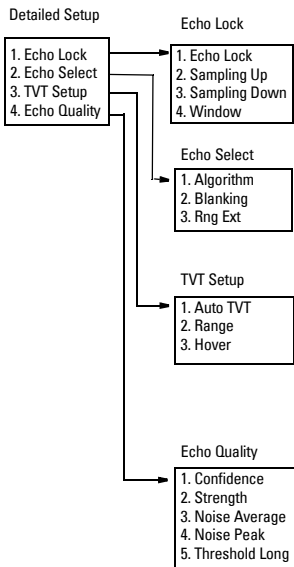 Detailed Setup
1. Echo Lock
2. Echo Select
3. TVT Setup
4. Echo Quality
Echo Lock
1. Echo Lock
2. Sampling Up
3. Sampling Down
4. Window
Echo Select
1. Algorithm
2. Blanking
3. Rng Ext
TVT Setup
1. Auto TVT
2. Range
3. Hover
Echo Quality
1. Confidence
2. Strength
3. Noise Average
4. Noise Peak
5. Threshold Long